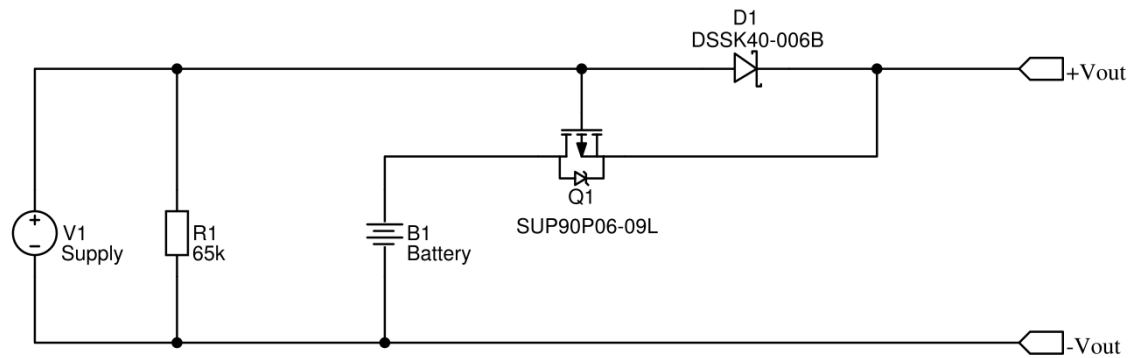 D1
DSSK40-006B
+Vout
Q1
SUP90P06-09L
+
−
V1
Supply
R1
65k
B1
Battery
-Vout